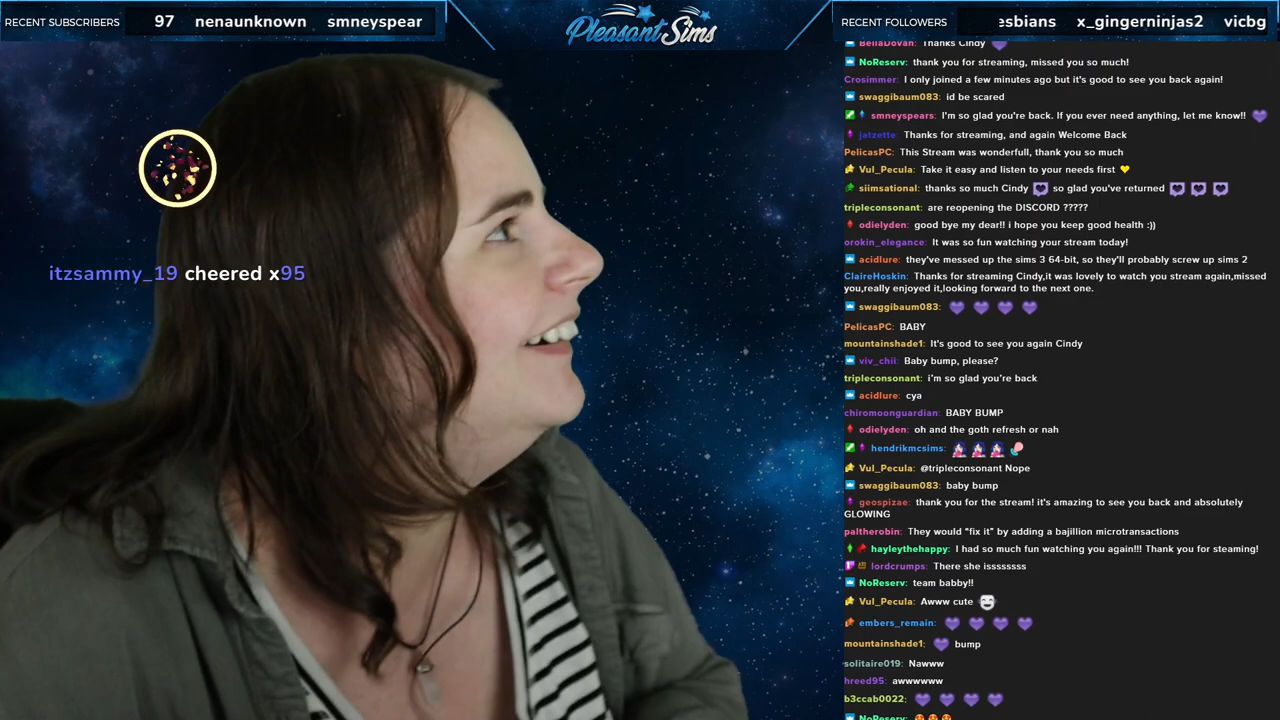 RECENT SUBSCRIBERS 97 nenaunknown smneyspear
PleasantSims
RECENT FOLLOWERS esbians x_gingerninjas2 vicbg
itzsammy_19 cheered x95
BellaDovah: Thanks Cindy
NoReserv: thank you for streaming, missed you so much!
Crosimmer: I only joined a few minutes ago but it's good to see you back again!
swaggibaum083: id be scared
smneyspears: I'm so glad you're back. If you ever need anything, let me know!!
jatzette: Thanks for streaming, and again Welcome Back
PelicasPC: This Stream was wonderfull, thank you so much
Vul_Pecula: Take it easy and listen to your needs first
siimsational: thanks so much Cindy so glad you've returned
tripleconsonant: are reopening the DISCORD ?????
odielyden: good bye my dear!! i hope you keep good health :))
orokin_elegance: It was so fun watching your stream today!
acidlure: they've messed up the sims 3 64-bit, so they'll probably screw up sims 2
ClaireHoskin: Thanks for streaming Cindy,it was lovely to watch you stream again,missed
you,really enjoyed it,looking forward to the next one.
swaggibaum083:
PelicasPC: BABY
mountainshade1: It's good to see you again Cindy
viv_chii: Baby bump, please?
tripleconsonant: i'm so glad you're back
acidlure: cya
chiromoonguardian: BABY BUMP
odielyden: oh and the goth refresh or nah
hendrikmcsims:
Vul_Pecula: @tripleconsonant Nope
swaggibaum083: baby bump
geospizae: thank you for the stream! it's amazing to see you back and absolutely
GLOWING
paltherobin: They would "fix it" by adding a bajillion microtransactions
hayleythehappy: I had so much fun watching you again!!! Thank you for steaming!
lordcrumps: There she isssssss
NoReserv: team babby!!
Vul_Pecula: Awww cute
embers_remain:
mountainshade1: bump
solitaire019: Nawww
hreed95: awwwwww
b3ccab0022:
NoReserv: